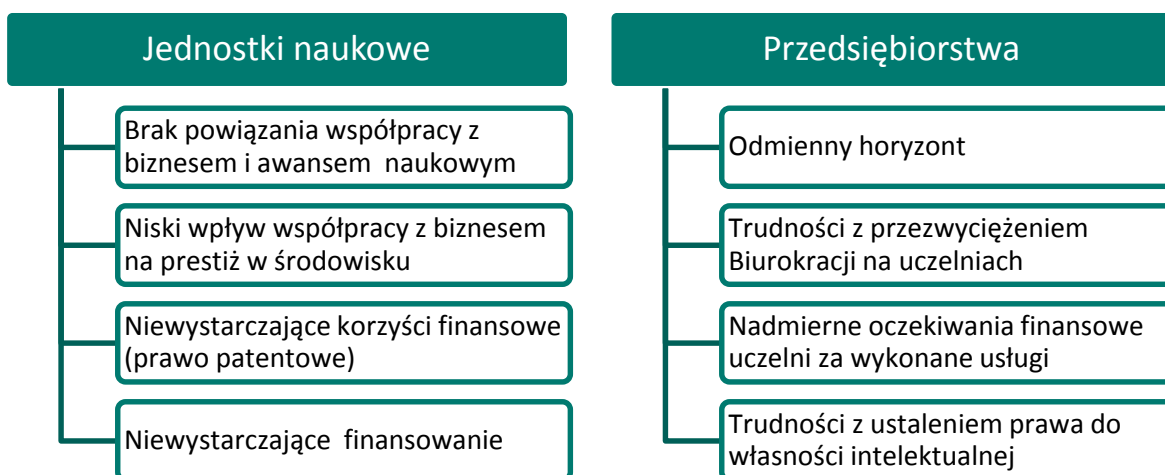 Jednostki naukowe
Brak powiązania współpracy z
biznesem i awansem naukowym
Niski wpływ współpracy z biznesem
na prestiż w środowisku
Niewystarczające korzyści finansowe
(prawo patentowe)
Niewystarczające finansowanie
Przedsiębiorstwa
Odmienny horyzont
Trudności z przezwyciężeniem
Biurokracji na uczelniach
Nadmierne oczekiwania finansowe
uczelni za wykonane usługi
Trudności z ustaleniem prawa do
własności intelektualnej